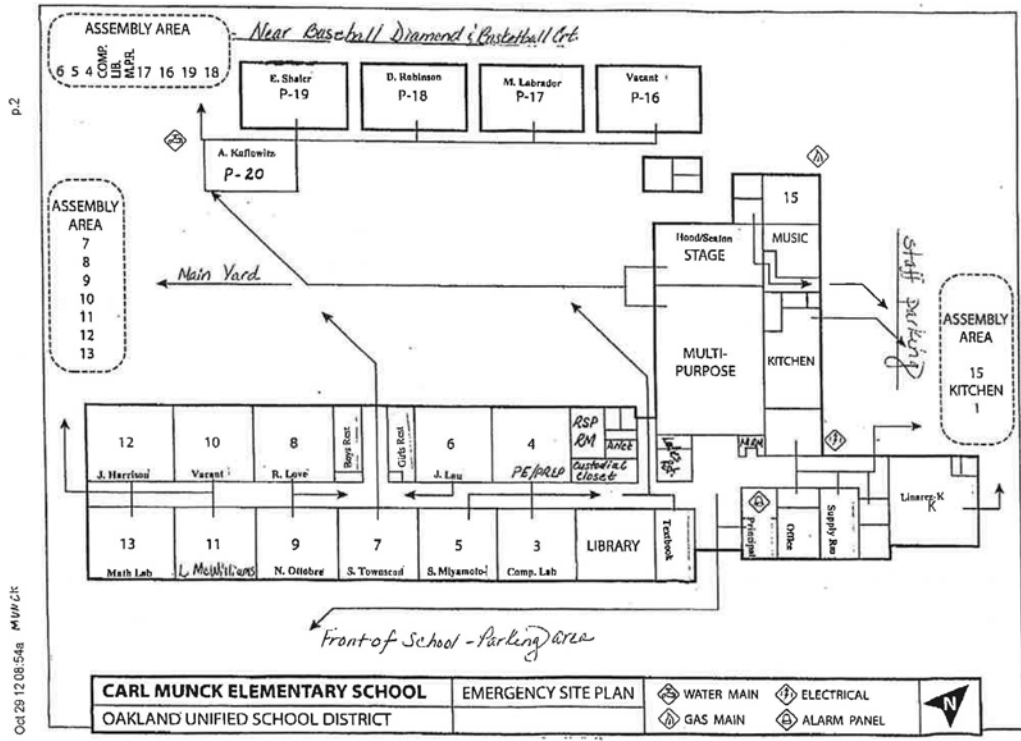 ASSEMBLY AREA
6 5 4 COMP. LIB. M.P.R. 17 16 19 18
Near Baseball Diamond & Basketball Crt.
E. Shaler
P-19
D. Robinson
P-18
M. Labrador
P-17
Vacant
P-16
p.2
A. Kaflowitz
P-20
ASSEMBLY
AREA
7
8
9
10
11
12
13
Main Yard
15
MUSIC
Hood/Seaton
STAGE
MULTI-
PURPOSE
KITCHEN
Staff Parking
ASSEMBLY
AREA
15
KITCHEN
1
12
J. Harrison
10
Vacant
8
R. Love
Boys Rest
Girls Rest
6
J. Lau
4
PE/PREP
RSP
RM
Custodial
closet
Linarez-K
K
13
Math Lab
11
L McWilliams
9
N. Ottobre
7
S. Townsend
5
S. Miyamoto
3
Comp. Lab
LIBRARY
Textbook
Principal
Office
Supply Rm
Front of School - Parking area
Oct 29 12 08:54a MUNCK
CARL MUNCK ELEMENTARY SCHOOL
EMERGENCY SITE PLAN
OAKLAND UNIFIED SCHOOL DISTRICT
WATER MAIN
ELECTRICAL
GAS MAIN
ALARM PANEL
N